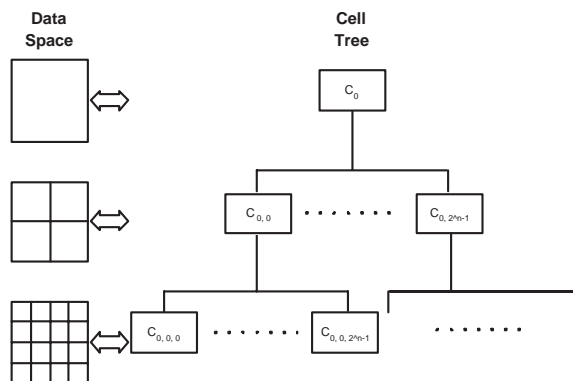 Data
Space
Cell
Tree
C0
C0, 0
C0, 2^n-1
C0, 0, 0
C0, 0, 2^n-1